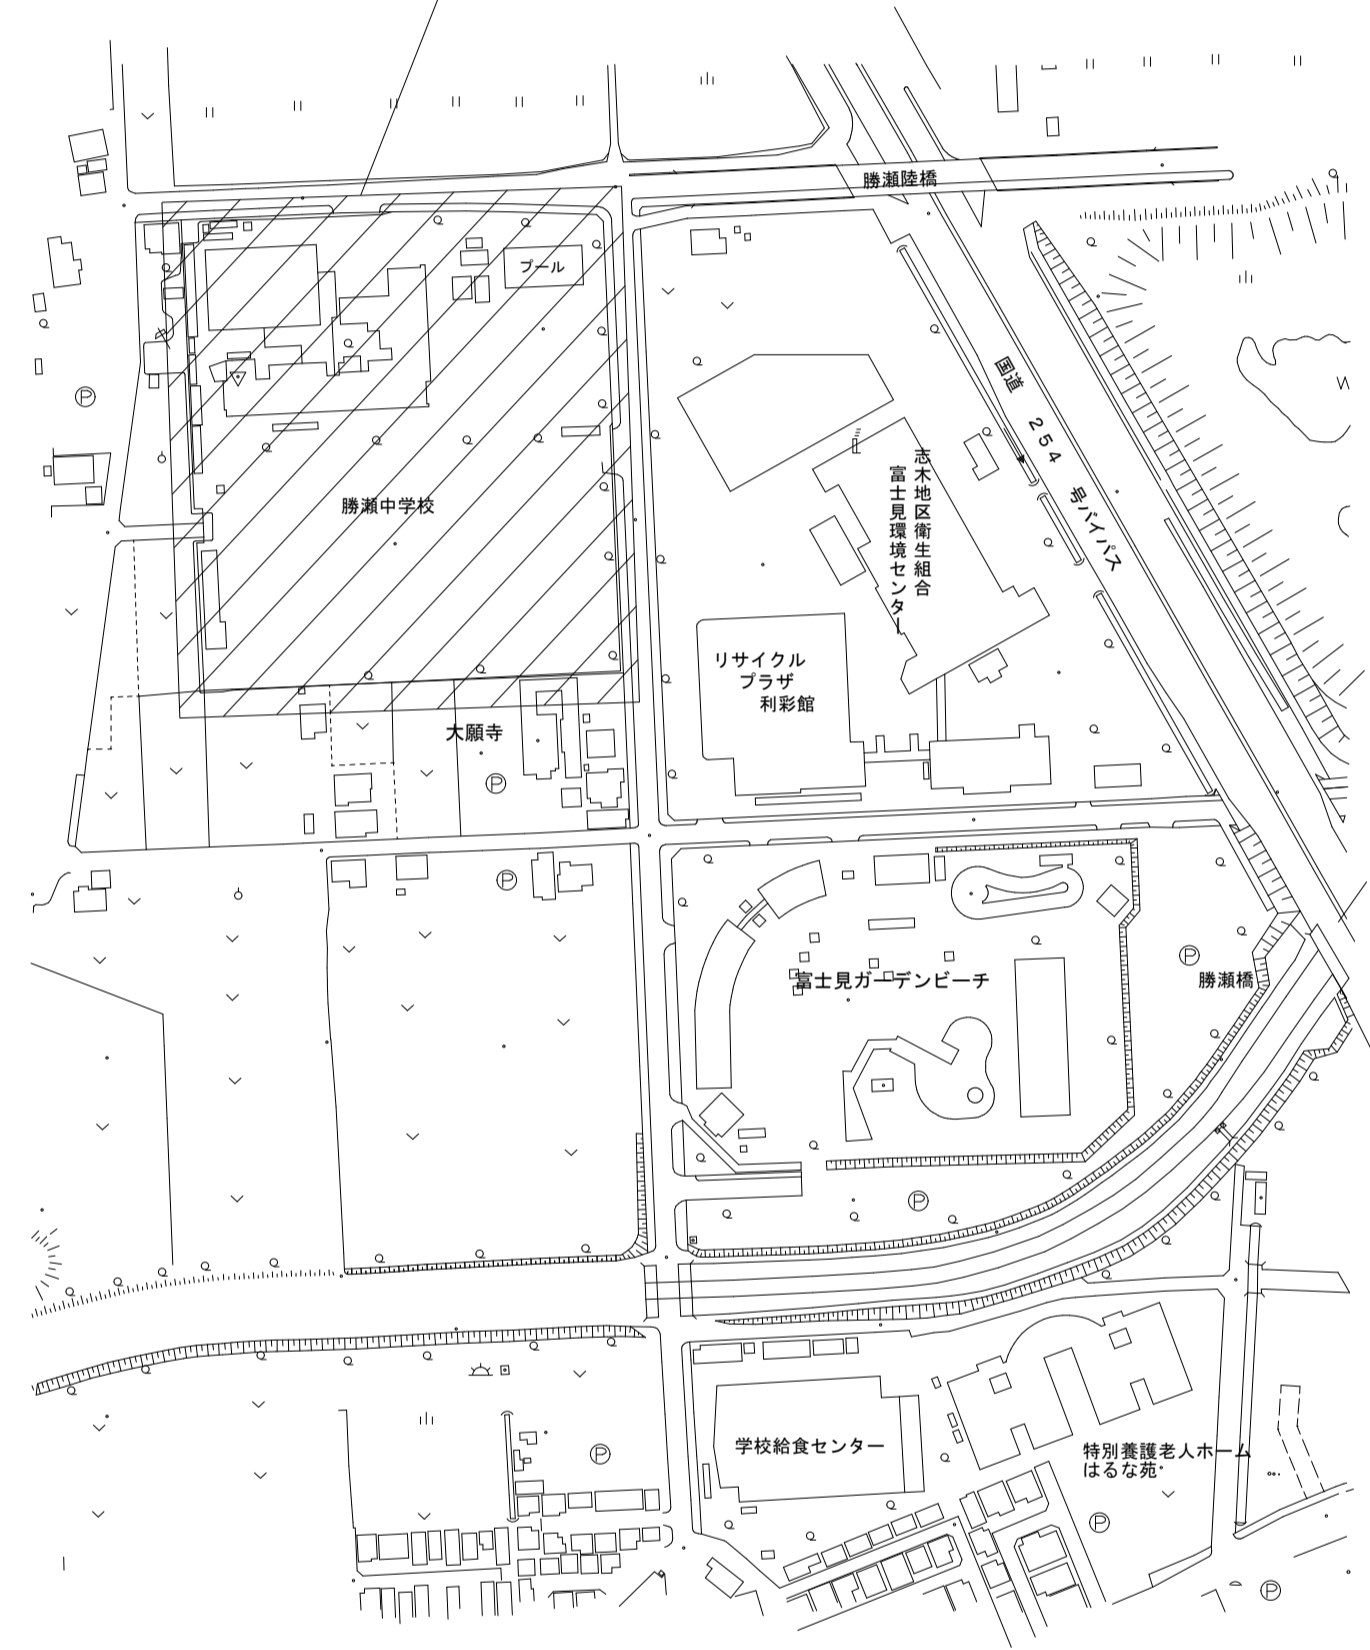 勝瀬陸橋
プール
国道 254 号バイパス
志木地区衛生組合
富士見環境センター
勝瀬中学校
リサイクル
プラザ
利彩館
大願寺
P
P
P
富士見ガーデンビーチ
P
勝瀬橋
P
学校給食センター
P
特別養護老人ホーム
はるな苑
P
P